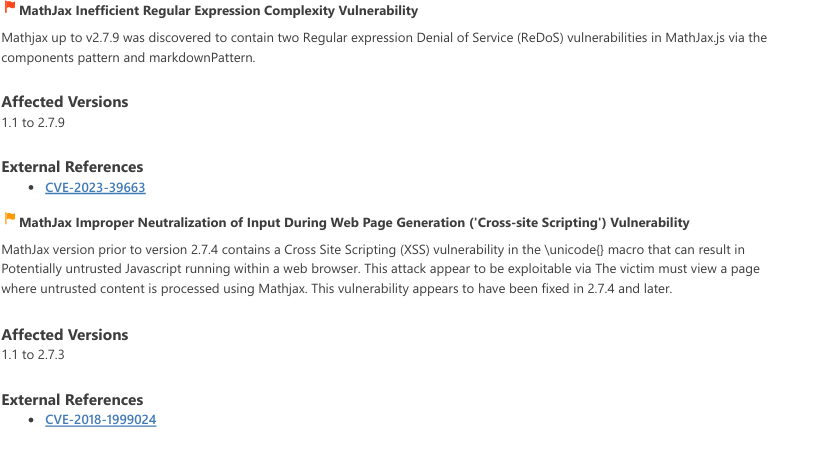 MathJax Inefficient Regular Expression Complexity Vulnerability
Mathjax up to v2.7.9 was discovered to contain two Regular expression Denial of Service (ReDoS) vulnerabilities in MathJax.js via the
components pattern and markdownPattern.
Affected Versions
1.1 to 2.7.9
External References
• CVE-2023-39663
MathJax Improper Neutralization of Input During Web Page Generation ('Cross-site Scripting') Vulnerability
MathJax version prior to version 2.7.4 contains a Cross Site Scripting (XSS) vulnerability in the \unicode{} macro that can result in
Potentially untrusted Javascript running within a web browser. This attack appear to be exploitable via The victim must view a page
where untrusted content is processed using Mathjax. This vulnerability appears to have been fixed in 2.7.4 and later.
Affected Versions
1.1 to 2.7.3
External References
• CVE-2018-1999024